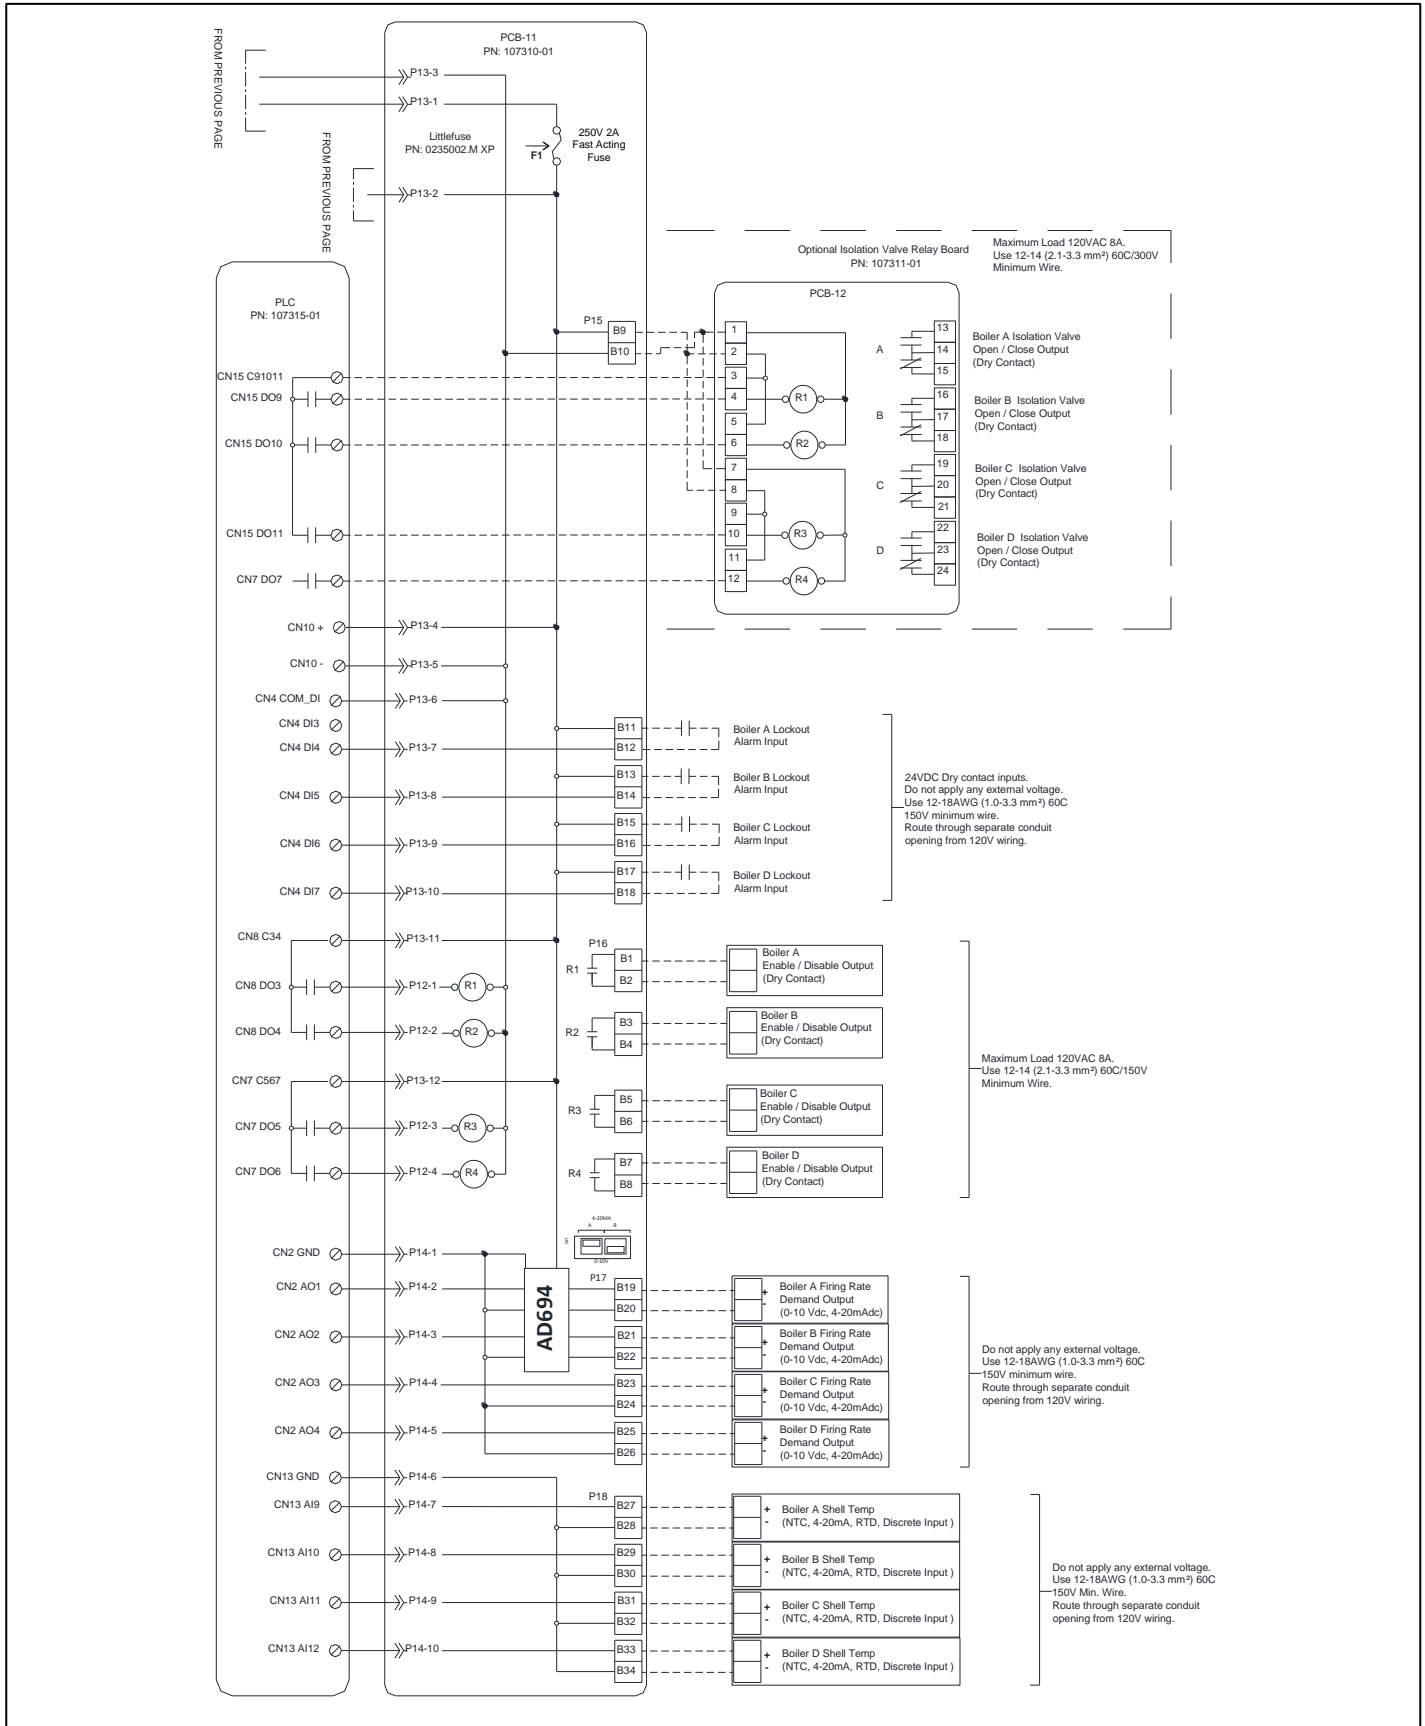 FROM PREVIOUS PAGE
FROM PREVIOUS PAGE
PCB-11
PN: 107310-01
P13-3
P13-1
Littlefuse
PN: 0235002.M XP
F1
250V 2A
Fast Acting
Fuse
P13-2
Optional Isolation Valve Relay Board
PN: 107311-01
Maximum Load 120VAC 8A.
Use 12-14 (2.1-3.3 mm²) 60C/300V
Minimum Wire.
PLC
PN: 107315-01
PCB-12
P15
B9
B10
1
2
3
4
5
6
7
8
9
10
11
12
R1
R2
R3
R4
A
13
14
15
Boiler A Isolation Valve
Open / Close Output
(Dry Contact)
B
16
17
18
Boiler B Isolation Valve
Open / Close Output
(Dry Contact)
C
19
20
21
Boiler C Isolation Valve
Open / Close Output
(Dry Contact)
D
22
23
24
Boiler D Isolation Valve
Open / Close Output
(Dry Contact)
CN15 C91011
CN15 DO9
CN15 DO10
CN15 DO11
CN7 DO7
CN10 + P13-4
CN10 - P13-5
CN4 COM_DI P13-6
CN4 DI3
CN4 DI4 P13-7
CN4 DI5 P13-8
CN4 DI6 P13-9
CN4 DI7 P13-10
B11
B12
Boiler A Lockout
Alarm Input
B13
B14
Boiler B Lockout
Alarm Input
B15
B16
Boiler C Lockout
Alarm Input
B17
B18
Boiler D Lockout
Alarm Input
24VDC Dry contact inputs.
Do not apply any external voltage.
Use 12-18AWG (1.0-3.3 mm²) 60C
150V minimum wire.
Route through separate conduit
opening from 120V wiring.
CN8 C34 P13-11
CN8 DO3 P12-1 R1
CN8 DO4 P12-2 R2
CN7 C567 P13-12
CN7 DO5 P12-3 R3
CN7 DO6 P12-4 R4
P16
R1
B1
B2
Boiler A
Enable / Disable Output
(Dry Contact)
R2
B3
B4
Boiler B
Enable / Disable Output
(Dry Contact)
R3
B5
B6
Boiler C
Enable / Disable Output
(Dry Contact)
R4
B7
B8
Boiler D
Enable / Disable Output
(Dry Contact)
Maximum Load 120VAC 8A.
Use 12-14 (2.1-3.3 mm²) 60C/150V
Minimum Wire.
4-20MA
A B
0-10V
CN2 GND P14-1
CN2 AO1 P14-2
CN2 AO2 P14-3
CN2 AO3 P14-4
CN2 AO4 P14-5
AD694
P17
B19
B20
+
-
Boiler A Firing Rate
Demand Output
(0-10 Vdc, 4-20mAdc)
B21
B22
+
-
Boiler B Firing Rate
Demand Output
(0-10 Vdc, 4-20mAdc)
B23
B24
+
-
Boiler C Firing Rate
Demand Output
(0-10 Vdc, 4-20mAdc)
B25
B26
+
-
Boiler D Firing Rate
Demand Output
(0-10 Vdc, 4-20mAdc)
Do not apply any external voltage.
Use 12-18AWG (1.0-3.3 mm²) 60C
150V minimum wire.
Route through separate conduit
opening from 120V wiring.
CN13 GND P14-6
CN13 AI9 P14-7
CN13 AI10 P14-8
CN13 AI11 P14-9
CN13 AI12 P14-10
P18
B27
B28
+ Boiler A Shell Temp
- (NTC, 4-20mA, RTD, Discrete Input )
B29
B30
+ Boiler B Shell Temp
- (NTC, 4-20mA, RTD, Discrete Input )
B31
B32
+ Boiler C Shell Temp
- (NTC, 4-20mA, RTD, Discrete Input )
B33
B34
+ Boiler D Shell Temp
- (NTC, 4-20mA, RTD, Discrete Input )
Do not apply any external voltage.
Use 12-18AWG (1.0-3.3 mm²) 60C
150V Min. Wire.
Route through separate conduit
opening from 120V wiring.